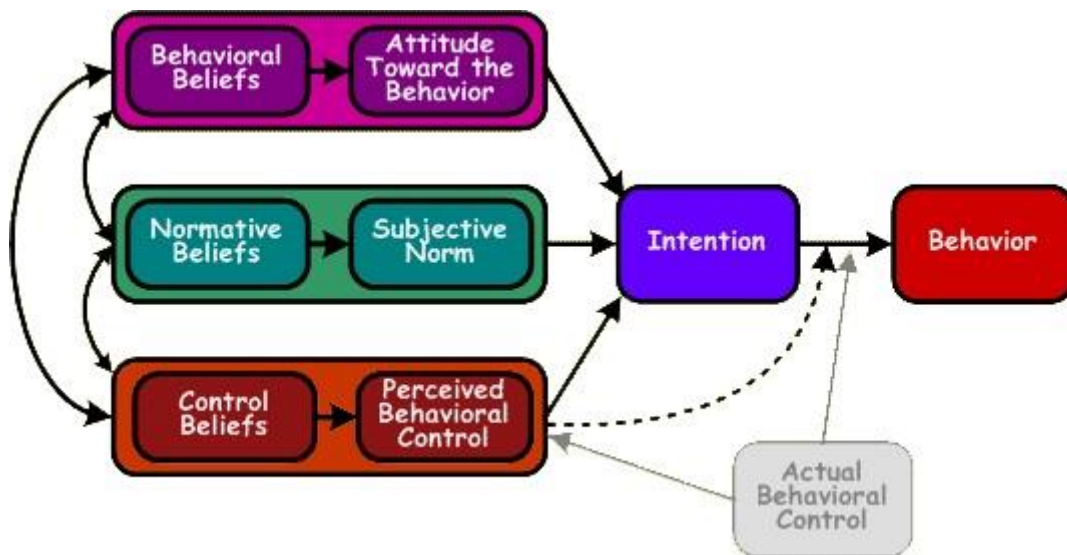 Behavioral
Beliefs
Attitude
Toward the
Behavior
Normative
Beliefs
Subjective
Norm
Intention
Behavior
Control
Beliefs
Perceived
Behavioral
Control
Actual
Behavioral
Control